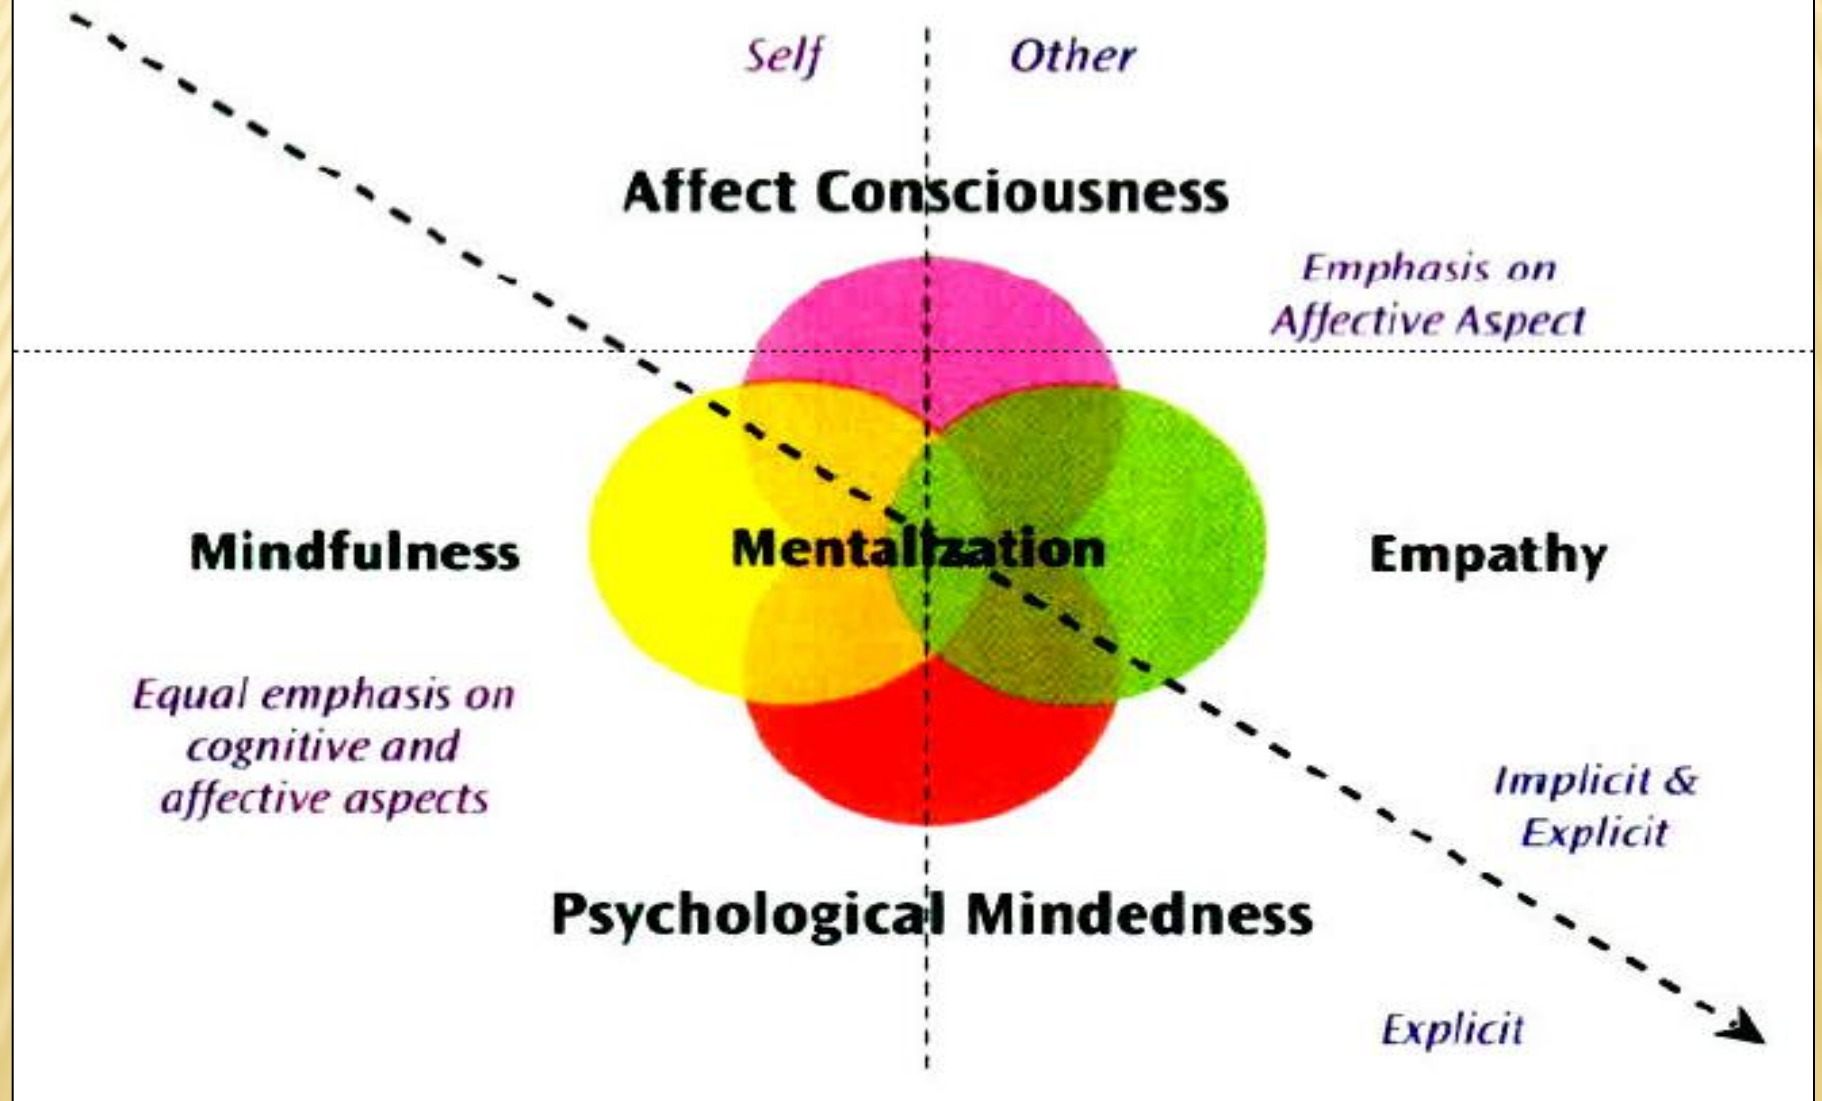 Self
Other
Affect Consciousness
Emphasis on
Affective Aspect
Mindfulness
Mentalization
Empathy
Equal emphasis on
cognitive and
affective aspects
Implicit &
Explicit
Psychological Mindedness
Explicit